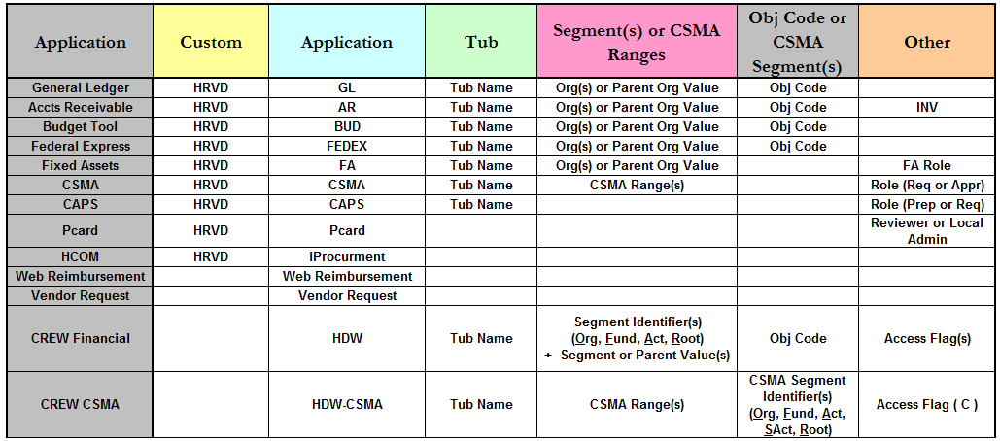 Application Custom Application Tub Segment(s) or CSMA Ranges Obj Code or CSMA Segment(s) Other
General Ledger HRVD GL Tub Name Org(s) or Parent Org Value Obj Code
Accts Receivable HRVD AR Tub Name Org(s) or Parent Org Value Obj Code INV
Budget Tool HRVD BUD Tub Name Org(s) or Parent Org Value Obj Code
Federal Express HRVD FEDEX Tub Name Org(s) or Parent Org Value Obj Code
Fixed Assets HRVD FA Tub Name Org(s) or Parent Org Value FA Role
CSMA HRVD CSMA Tub Name CSMA Range(s) Role (Req or Appr)
CAPS HRVD CAPS Tub Name Role (Prep or Req)
Pcard HRVD Pcard Reviewer or Local Admin
HCOM HRVD iProcurment
Web Reimbursement Web Reimbursement
Vendor Request Vendor Request
CREW Financial HDW Tub Name Segment Identifier(s) (Org, Fund, Act, Root) + Segment or Parent Value(s) Obj Code Access Flag(s)
CREW CSMA HDW-CSMA Tub Name CSMA Range(s) CSMA Segment Identifier(s) (Org, Fund, Act, SAct, Root) Access Flag ( C )